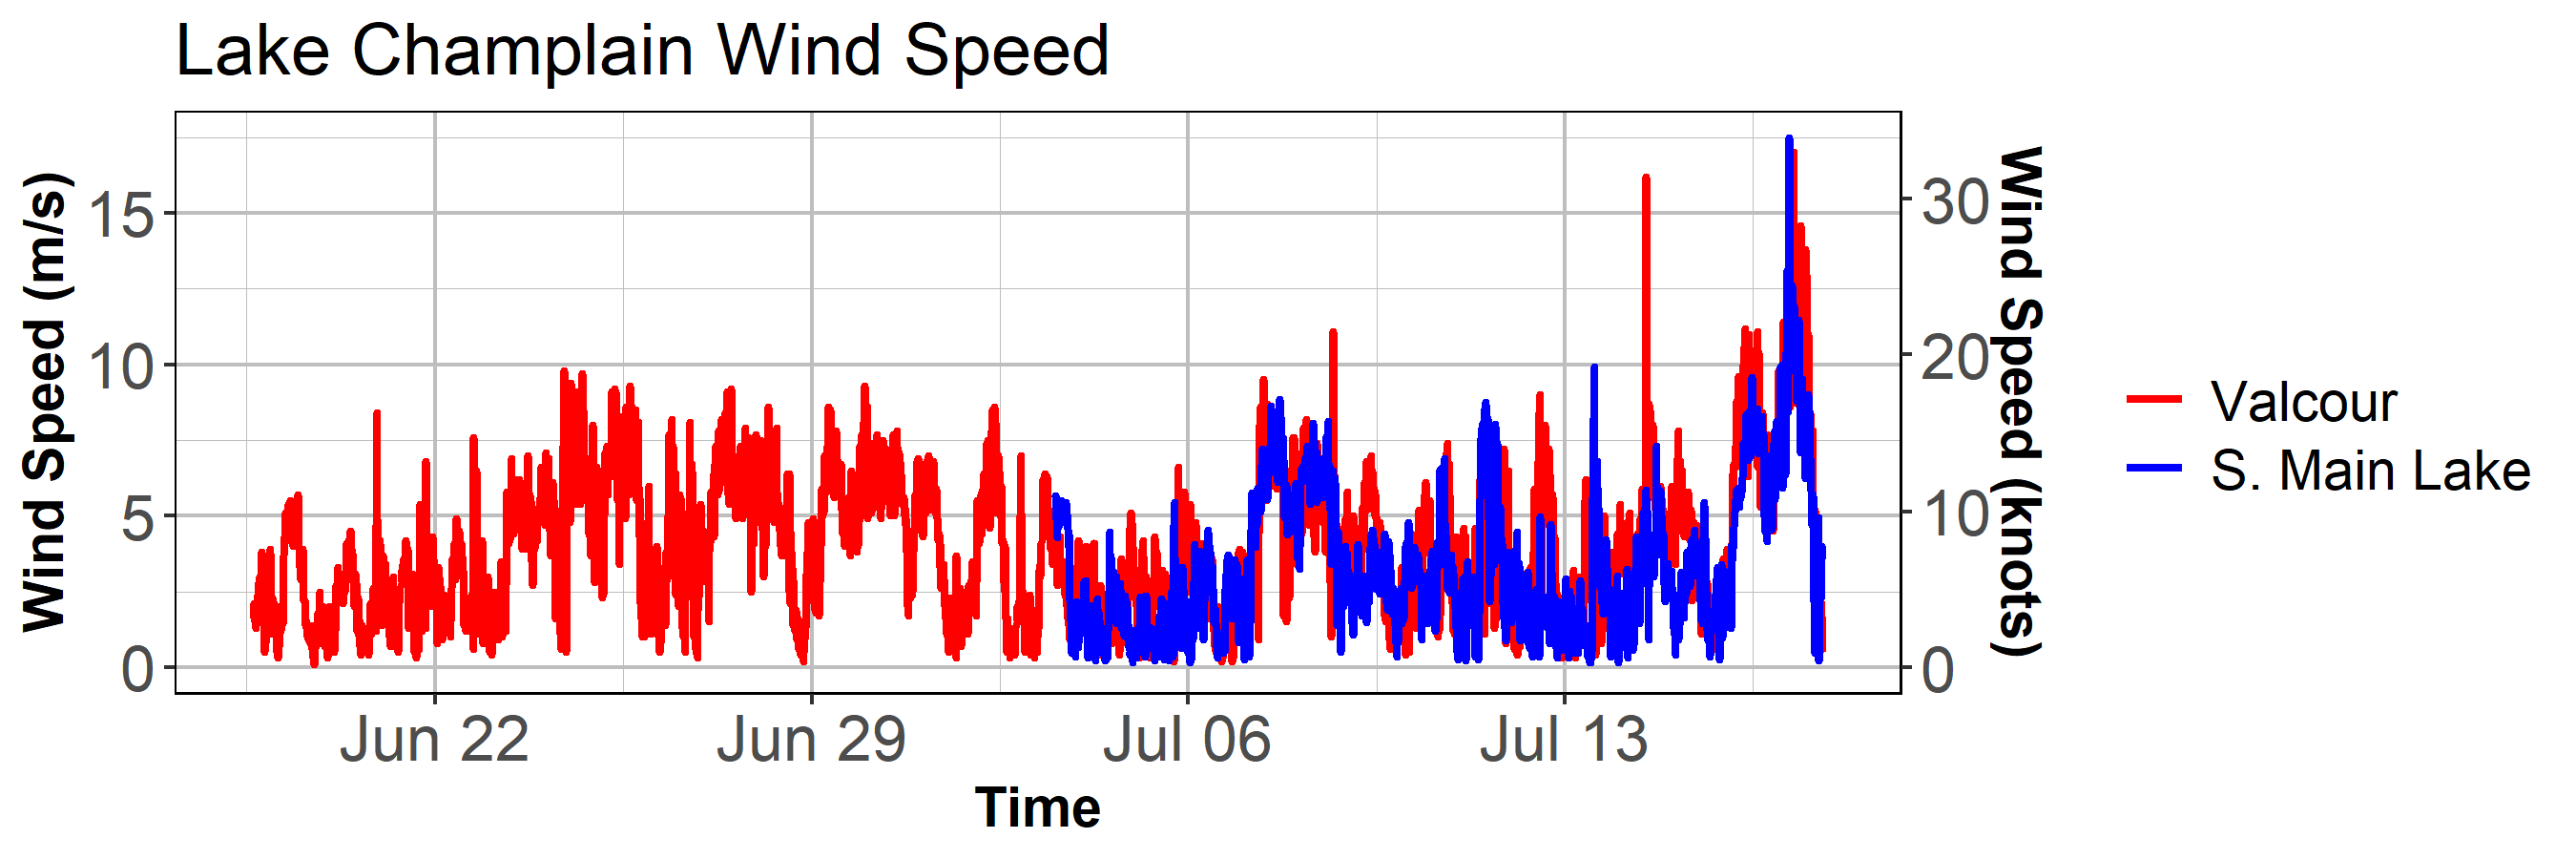 Lake Champlain Wind Speed
Wind Speed (m/s)
15
10
5
0
30
20
10
0
Wind Speed (knots)
Jun 22
Jun 29
Jul 06
Jul 13
Time
Valcour
S. Main Lake